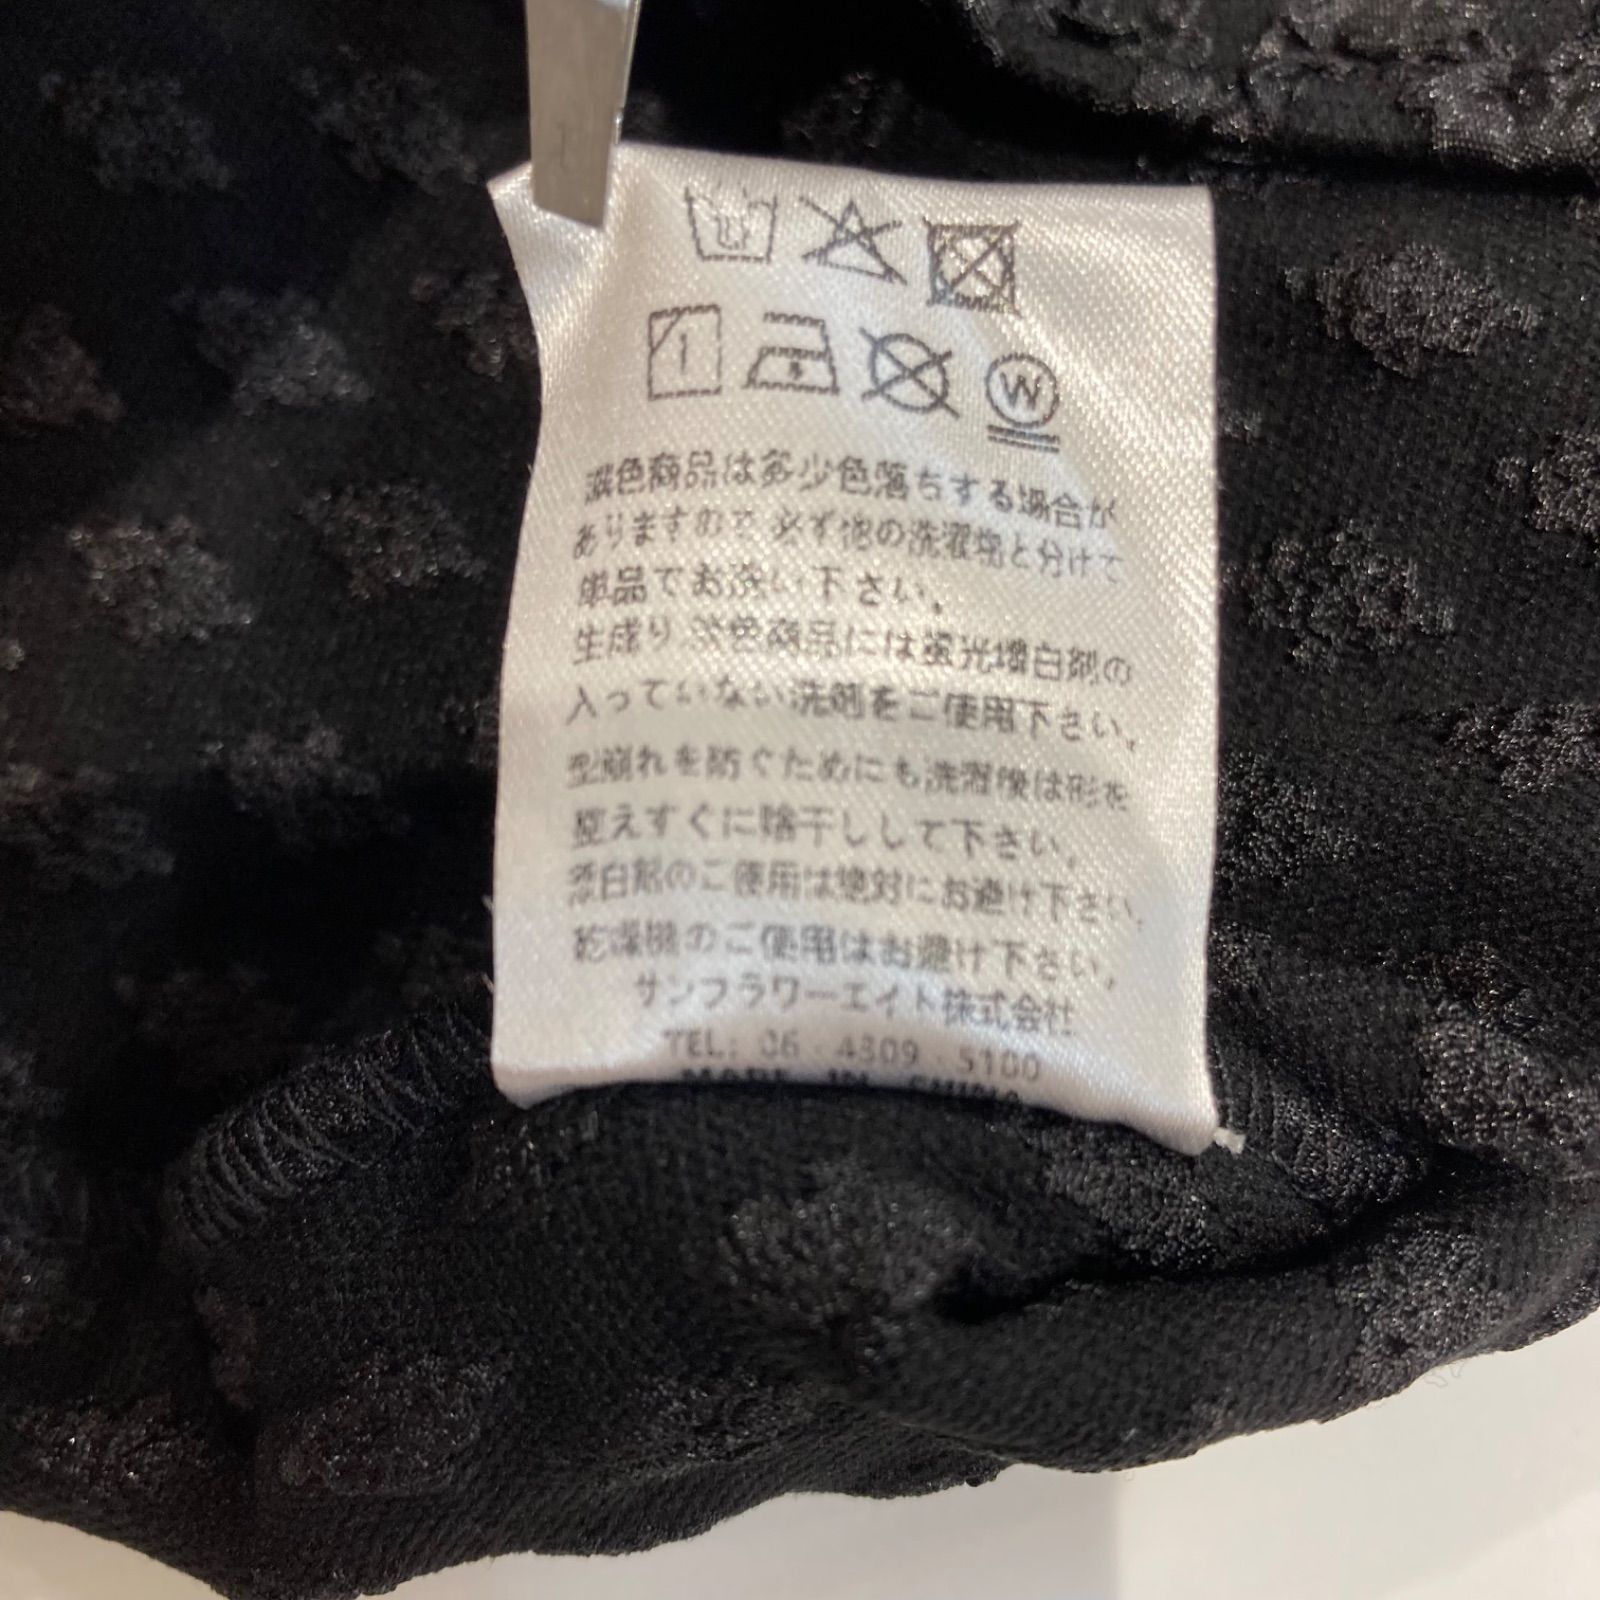 W
濃色商品は多少色落ちする場合が
ありますので必ず他の洗濯物と分けて
単品でお洗い下さい。
生成り淡色商品には蛍光増白剤の
入っていない洗剤をご使用下さい。
型崩れを防ぐためにも洗濯後は形を
整えすぐに陰干しして下さい。
漂白剤のご使用は絶対にお避け下さい。
乾燥機のご使用はお避け下さい。
サンフラワーエイト株式会社
TEL: 06-4309-5100
MADE IN CHINA